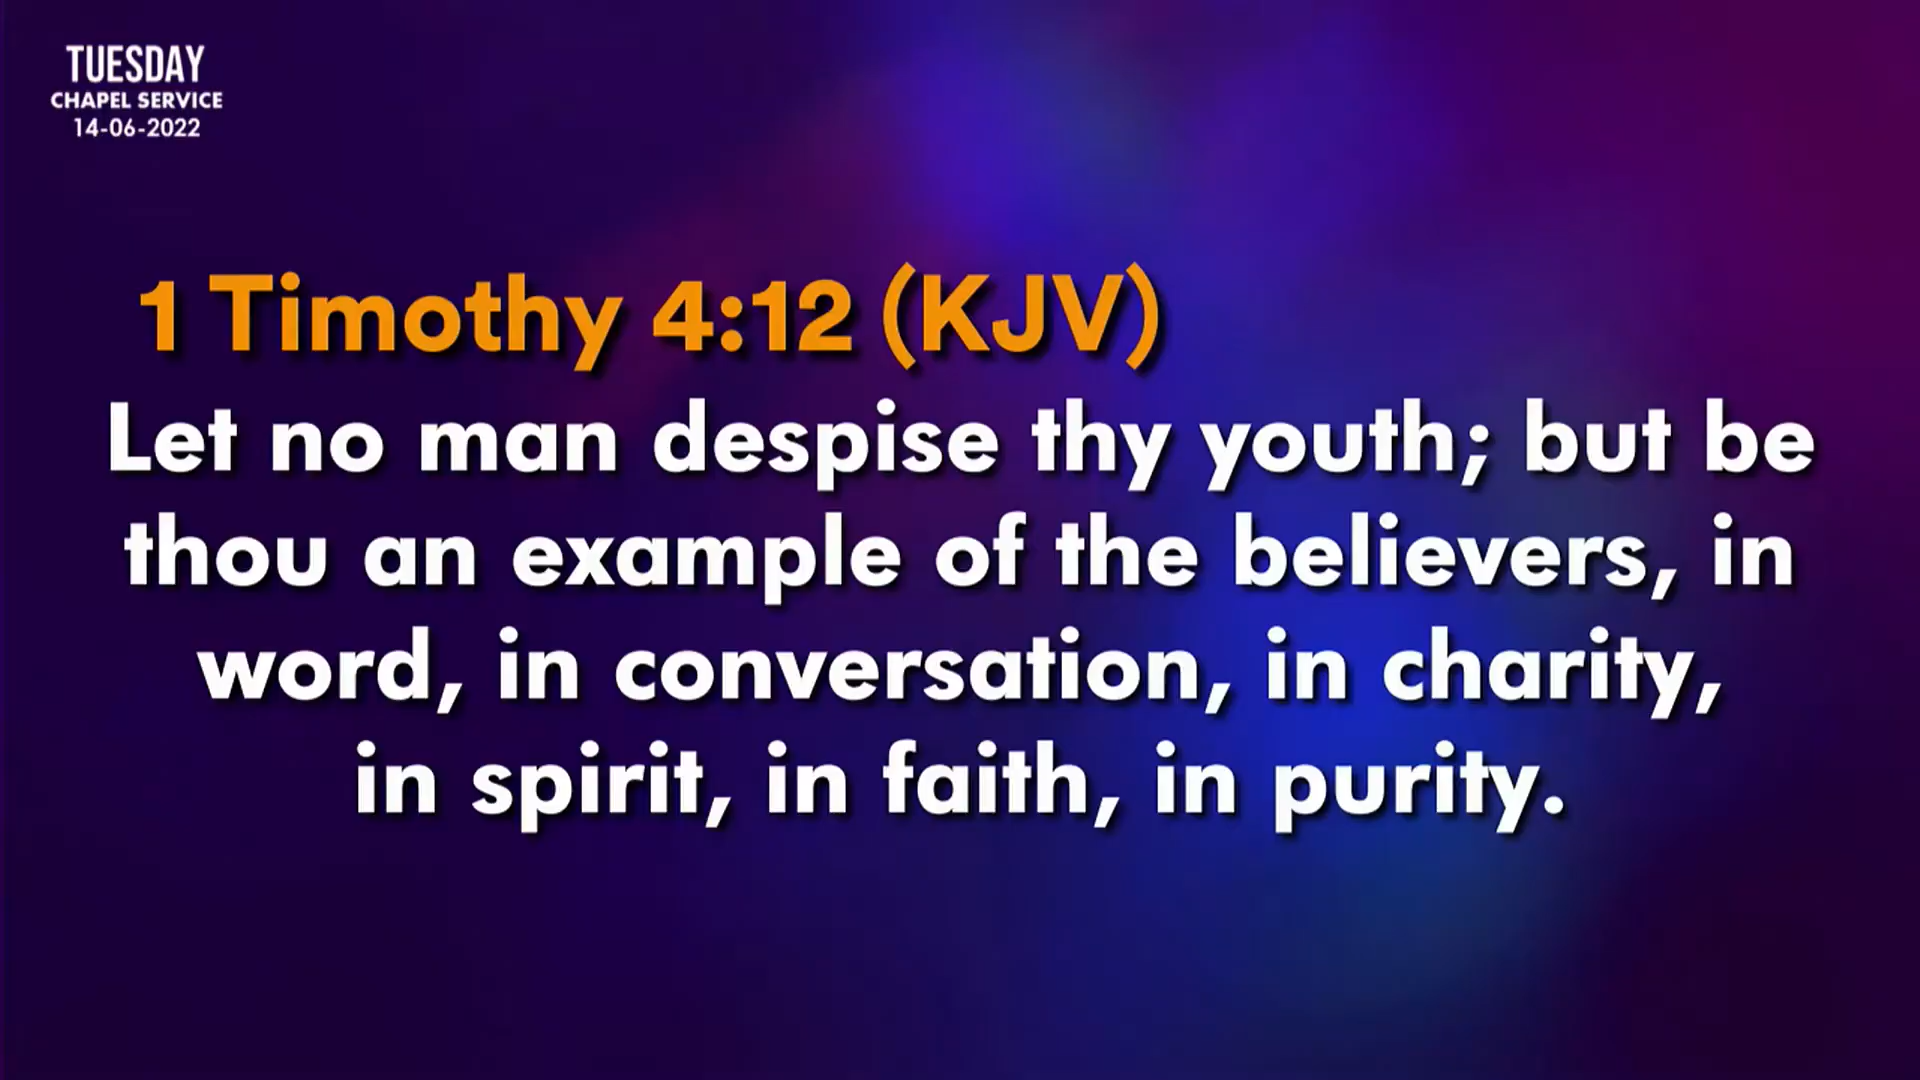 TUESDAY
CHAPEL SERVICE
14-06-2022
1 Timothy 4:12 (KJV)
Let no man despise thy youth; but be
thou an example of the believers, in
word, in conversation, in charity,
in spirit, in faith, in purity.